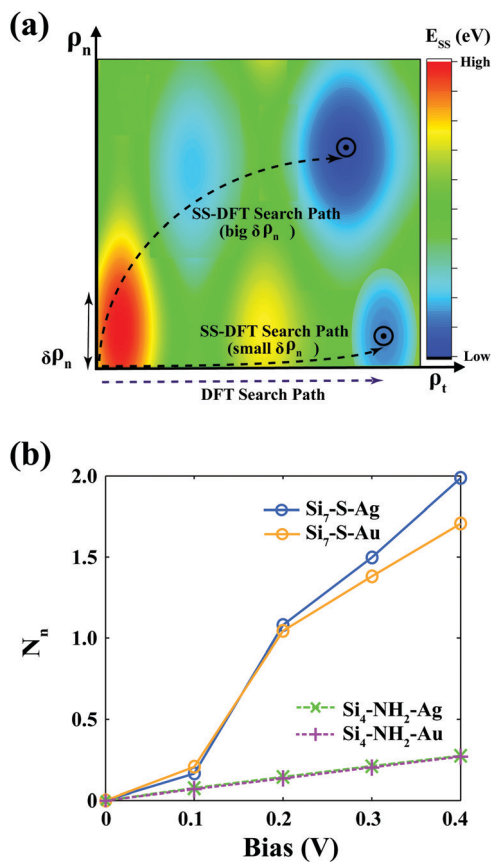 (a)
ρn
E_SS (eV)
High
SS-DFT Search Path
(big δρn )
SS-DFT Search Path
(small δρn )
δρn
Low
ρt
DFT Search Path
(b)
2.0
Si7-S-Ag
Si7-S-Au
1.5
Nn
1.0
0.5
Si4-NH2-Ag
Si4-NH2-Au
0
0 0.1 0.2 0.3 0.4
Bias (V)